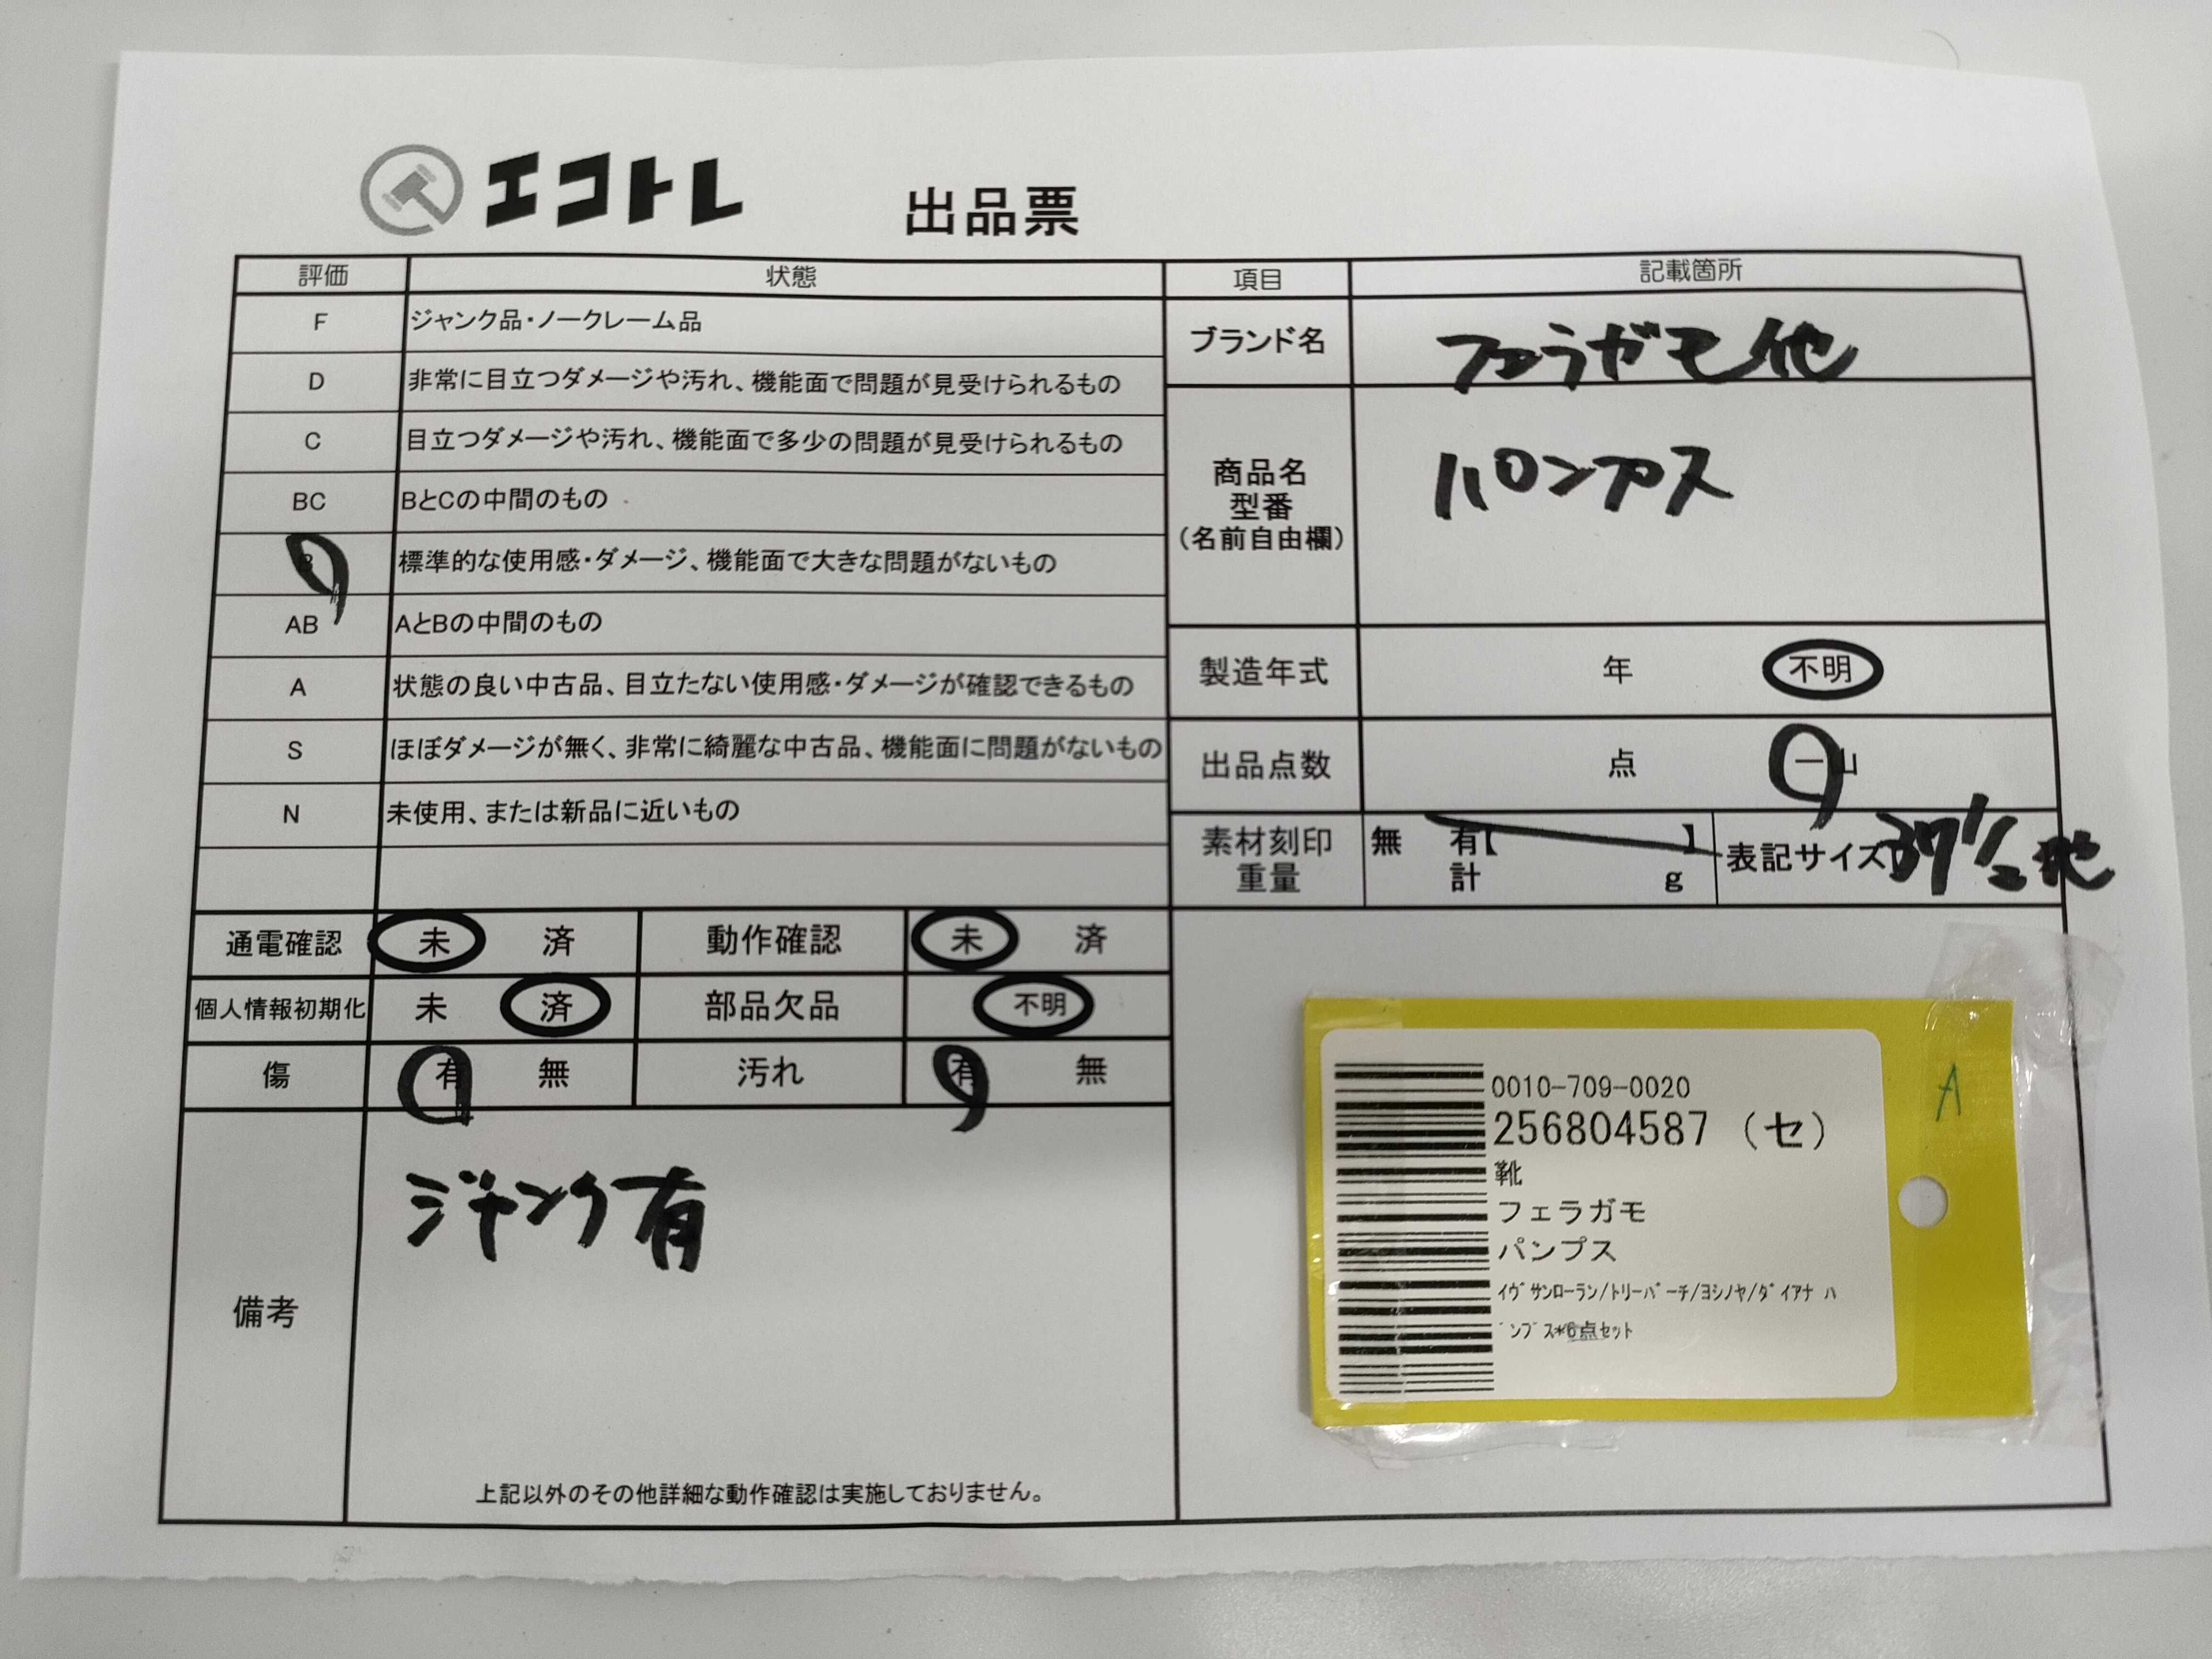 エコトレ 出品票
評価 状態 項目 記載箇所
F ジャンク品・ノークレーム品
D 非常に目立つダメージや汚れ、機能面で問題が見受けられるもの
C 目立つダメージや汚れ、機能面で多少の問題が見受けられるもの
BC BとCの中間のもの
B 標準的な使用感・ダメージ、機能面で大きな問題がないもの
AB AとBの中間のもの
A 状態の良い中古品、目立たない使用感・ダメージが確認できるもの
S ほぼダメージが無く、非常に綺麗な中古品、機能面に問題がないもの
N 未使用、または新品に近いもの
ブランド名 フェラガモ他
商品名
型番
(名前自由欄)
パンプス
製造年式 年 不明
出品点数 点 一山
素材刻印
重量
無 有【 】
計 g
表記サイズ 37 1/2 他
通電確認 未 済 動作確認 未 済
個人情報初期化 未 済 部品欠品 不明
傷 有 無 汚れ 有 無
備考
ジャンク有
上記以外のその他詳細な動作確認は実施しておりません。
0010-709-0020
256804587 (セ)
靴
フェラガモ
パンプス
ｲｳﾞｻﾝﾛｰﾗﾝ/ﾄﾘｰﾊﾞｰﾁ/ﾖｼﾉﾔ/ﾀﾞｲｱﾅ ﾊ
ﾟﾝﾌﾟｽ*6点ｾｯﾄ
A